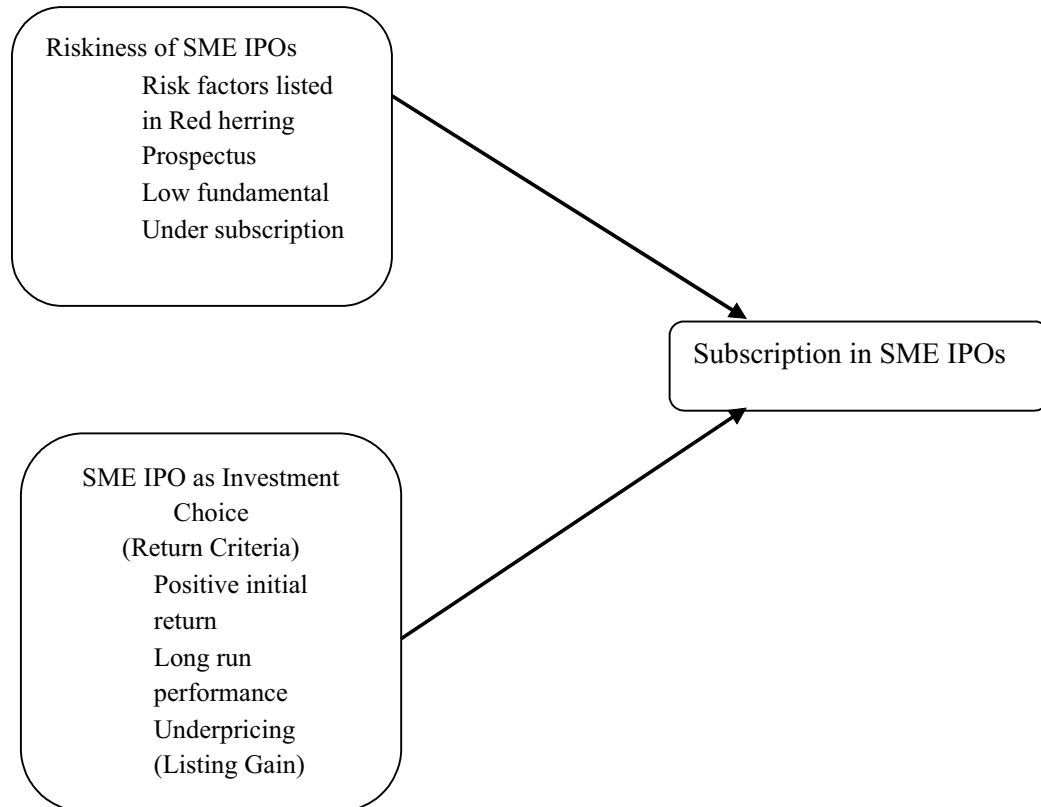 Riskiness of SME IPOs
Risk factors listed
in Red herring
Prospectus
Low fundamental
Under subscription
Subscription in SME IPOs
SME IPO as Investment
Choice
(Return Criteria)
Positive initial
return
Long run
performance
Underpricing
(Listing Gain)